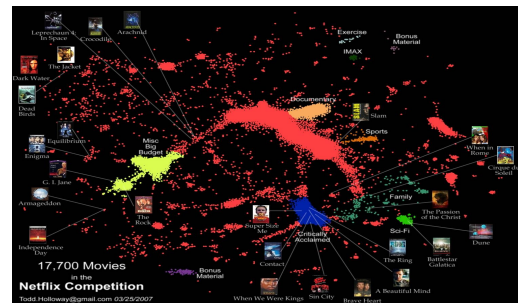 Leprechaun 4:
In Space
Crocodile
Arachnid
Exercise
Bonus
Material
IMAX
Dark Water
The Jacket
Documentary
Slam
Dead
Birds
Sports
Equilibrium
Misc
Big
Budget
When in
Rome
Enigma
Cirque du
Soleil
G. I. Jane
Family
Armageddon
The Passion
of the Christ
The
Rock
Super Size
Me
Critically
Acclaimed
Sci-Fi
Dune
Independence
Day
Contact
The Ring
Battlestar
Galatica
17,700 Movies
in the
Netflix Competition
Bonus
Material
A Beautiful Mind
When We Were Kings
Sin City
Brave Heart
Todd.Holloway@gmail.com 03/25/2007